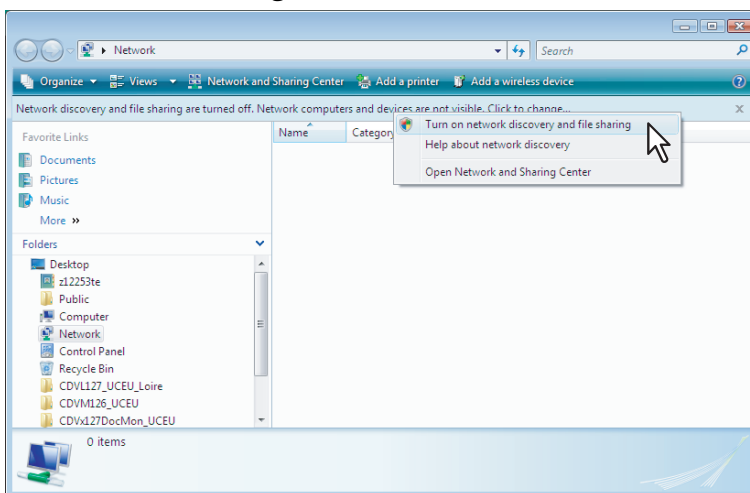 Network
Search
Organize Views Network and Sharing Center Add a printer Add a wireless device
Network discovery and file sharing are turned off. Network computers and devices are not visible. Click to change...
Favorite Links
Name Category
Turn on network discovery and file sharing
Help about network discovery
Open Network and Sharing Center
Documents
Pictures
Music
More »
Folders
Desktop
z12253te
Public
Computer
Network
Control Panel
Recycle Bin
CDVL127_UCEU_Loire
CDVM126_UCEU
CDVx127DocMon_UCEU
0 items